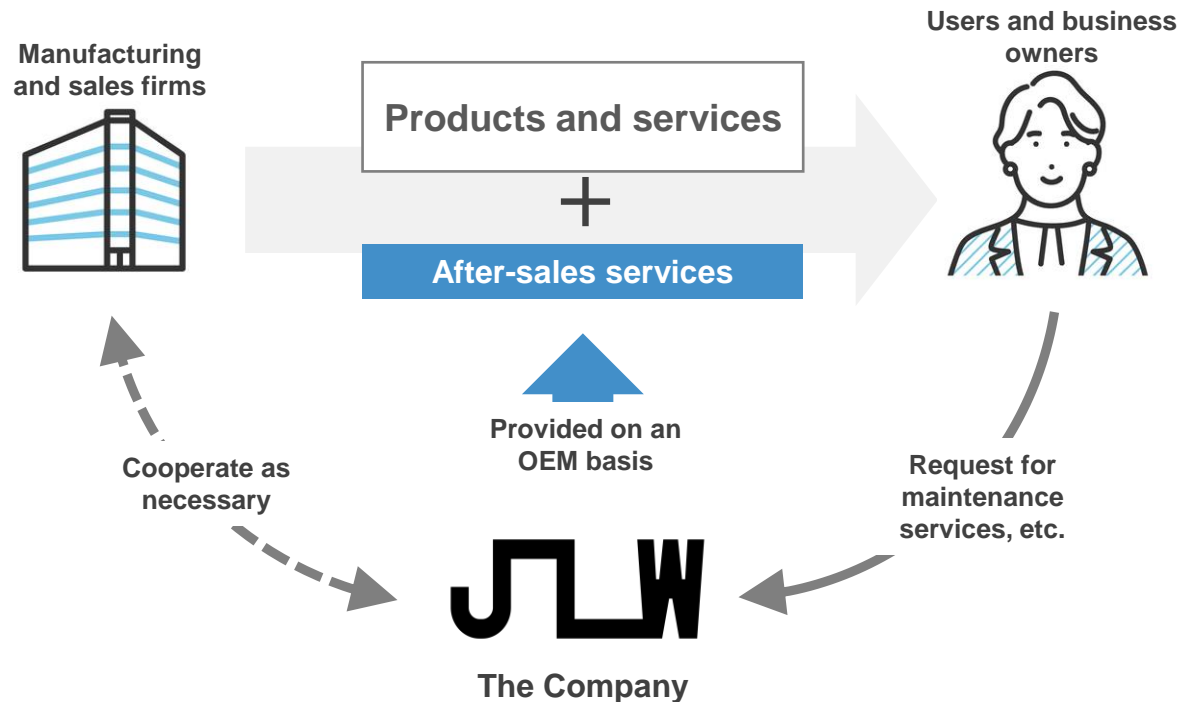 Manufacturing
and sales firms
Users and business
owners
Products and services
+
After-sales services
Provided on an
OEM basis
Cooperate as
necessary
Request for
maintenance
services, etc.
JLW
The Company